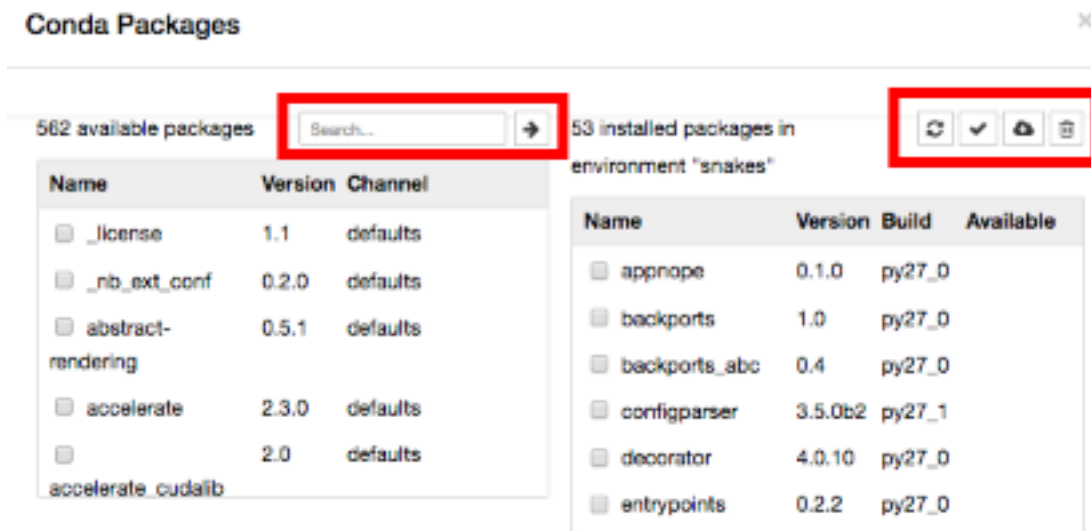 Conda Packages
562 available packages
Search...
Name Version Channel
_license 1.1 defaults
_nb_ext_conf 0.2.0 defaults
abstract- 0.5.1 defaults
rendering
accelerate 2.3.0 defaults
2.0 defaults
accelerate_cudalib
53 installed packages in
environment "snakes"
Name Version Build Available
appnope 0.1.0 py27_0
backports 1.0 py27_0
backports_abc 0.4 py27_0
configparser 3.5.0b2 py27_1
decorator 4.0.10 py27_0
entrypoints 0.2.2 py27_0